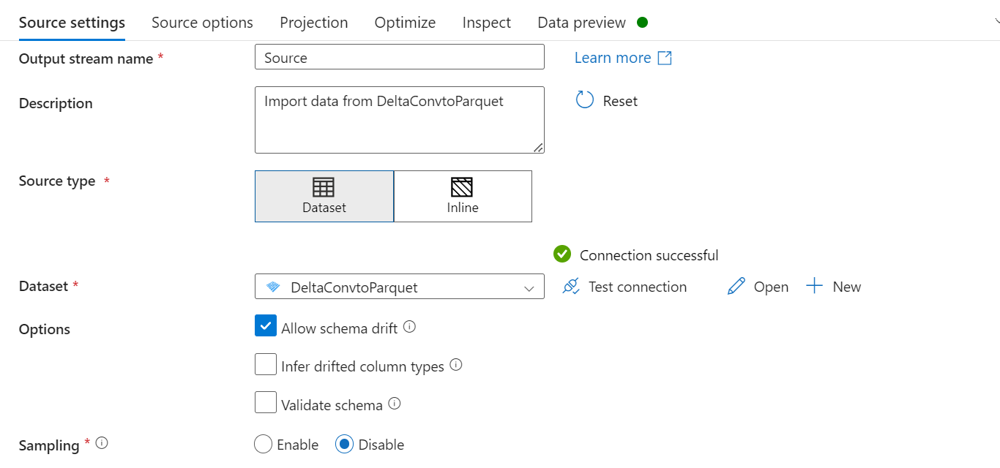 Source settings Source options Projection Optimize Inspect Data preview
Output stream name * Source Learn more
Description Import data from DeltaConvtoParquet Reset
Source type *
Dataset Inline
Connection successful
Dataset * DeltaConvtoParquet Test connection Open New
Options Allow schema drift
Infer drifted column types
Validate schema
Sampling * Enable Disable